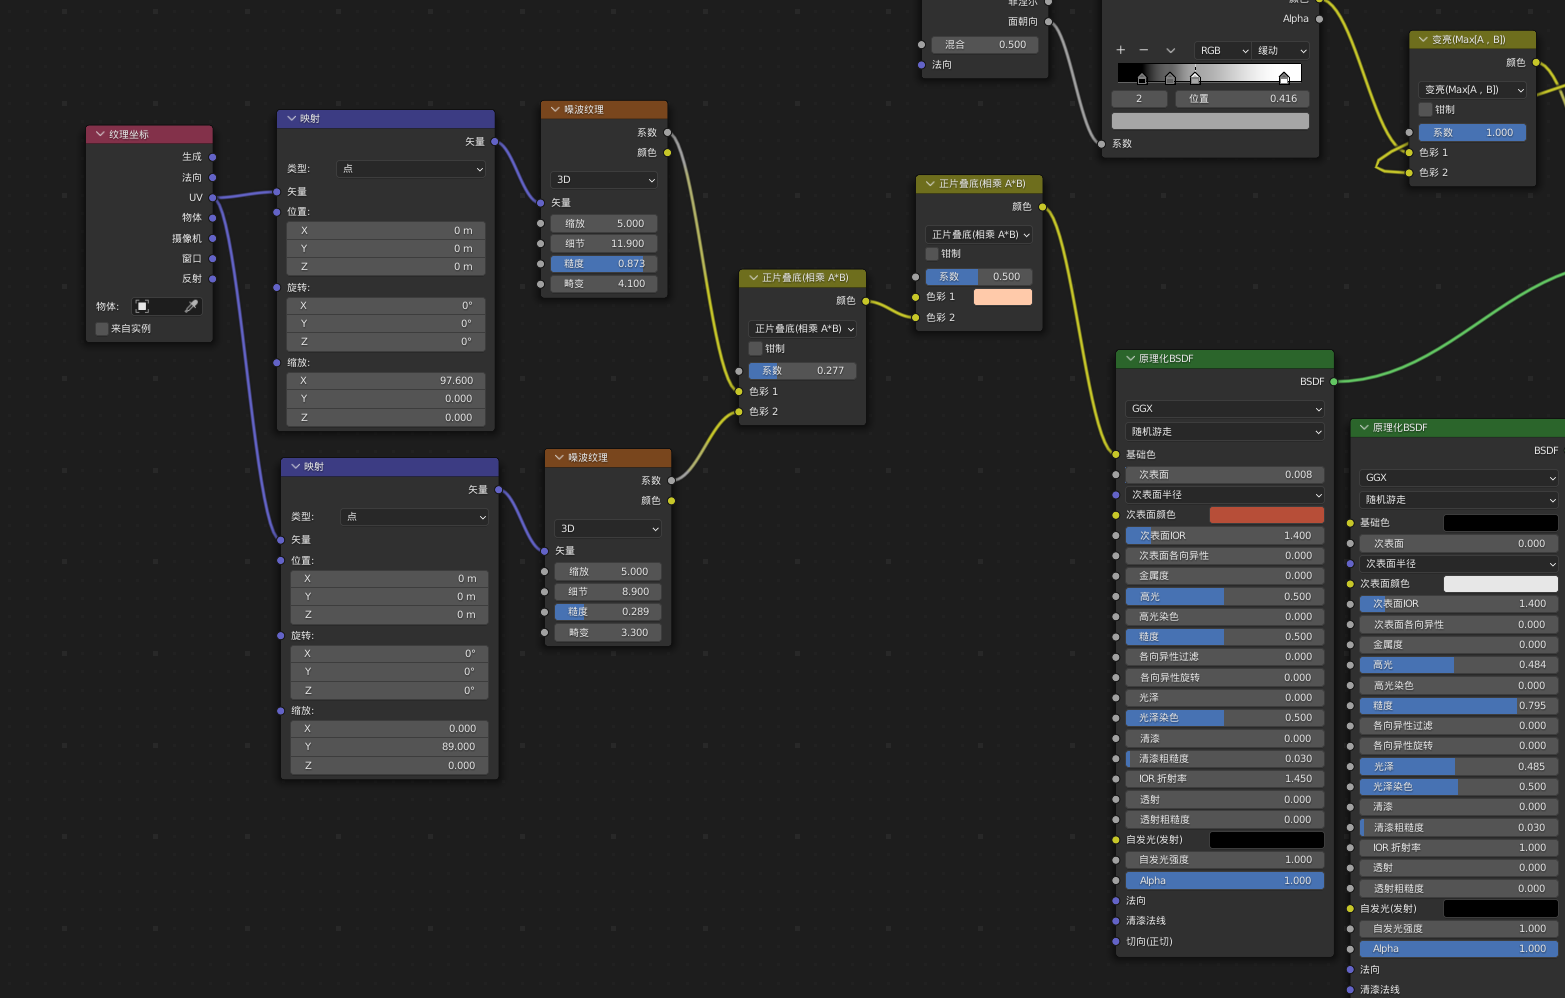 纹理坐标
生成
法向
UV
物体
摄像机
窗口
反射
物体:
来自实例
映射
矢量
类型: 点
矢量
位置:
X 0 m
Y 0 m
Z 0 m
旋转:
X 0°
Y 0°
Z 0°
缩放:
X 97.600
Y 0.000
Z 0.000
映射
矢量
类型: 点
矢量
位置:
X 0 m
Y 0 m
Z 0 m
旋转:
X 0°
Y 0°
Z 0°
缩放:
X 0.000
Y 89.000
Z 0.000
噪波纹理
系数
颜色
3D
矢量
缩放 5.000
细节 11.900
糙度 0.873
畸变 4.100
噪波纹理
系数
颜色
3D
矢量
缩放 5.000
细节 8.900
糙度 0.289
畸变 3.300
正片叠底(相乘 A*B)
颜色
正片叠底(相乘 A*B)
钳制
系数 0.277
色彩 1
色彩 2
面朝向
混合 0.500
法向
正片叠底(相乘 A*B)
颜色
正片叠底(相乘 A*B)
钳制
系数 0.500
色彩 1
色彩 2
Alpha
+ − RGB 缓动
2 位置 0.416
系数
变亮(Max[A , B])
颜色
变亮(Max[A , B])
钳制
系数 1.000
色彩 1
色彩 2
原理化BSDF
BSDF
GGX
随机游走
基础色
次表面 0.008
次表面半径
次表面颜色
次表面IOR 1.400
次表面各向异性 0.000
金属度 0.000
高光 0.500
高光染色 0.000
糙度 0.500
各向异性过滤 0.000
各向异性旋转 0.000
光泽 0.000
光泽染色 0.500
清漆 0.000
清漆粗糙度 0.030
IOR 折射率 1.450
透射 0.000
透射粗糙度 0.000
自发光(发射)
自发光强度 1.000
Alpha 1.000
法向
清漆法线
切向(正切)
原理化BSDF
BSDF
GGX
随机游走
基础色
次表面 0.000
次表面半径
次表面颜色
次表面IOR 1.400
次表面各向异性 0.000
金属度 0.000
高光 0.484
高光染色 0.000
糙度 0.795
各向异性过滤 0.000
各向异性旋转 0.000
光泽 0.485
光泽染色 0.500
清漆 0.000
清漆粗糙度 0.030
IOR 折射率 1.000
透射 0.000
透射粗糙度 0.000
自发光(发射)
自发光强度 1.000
Alpha 1.000
法向
清漆法线